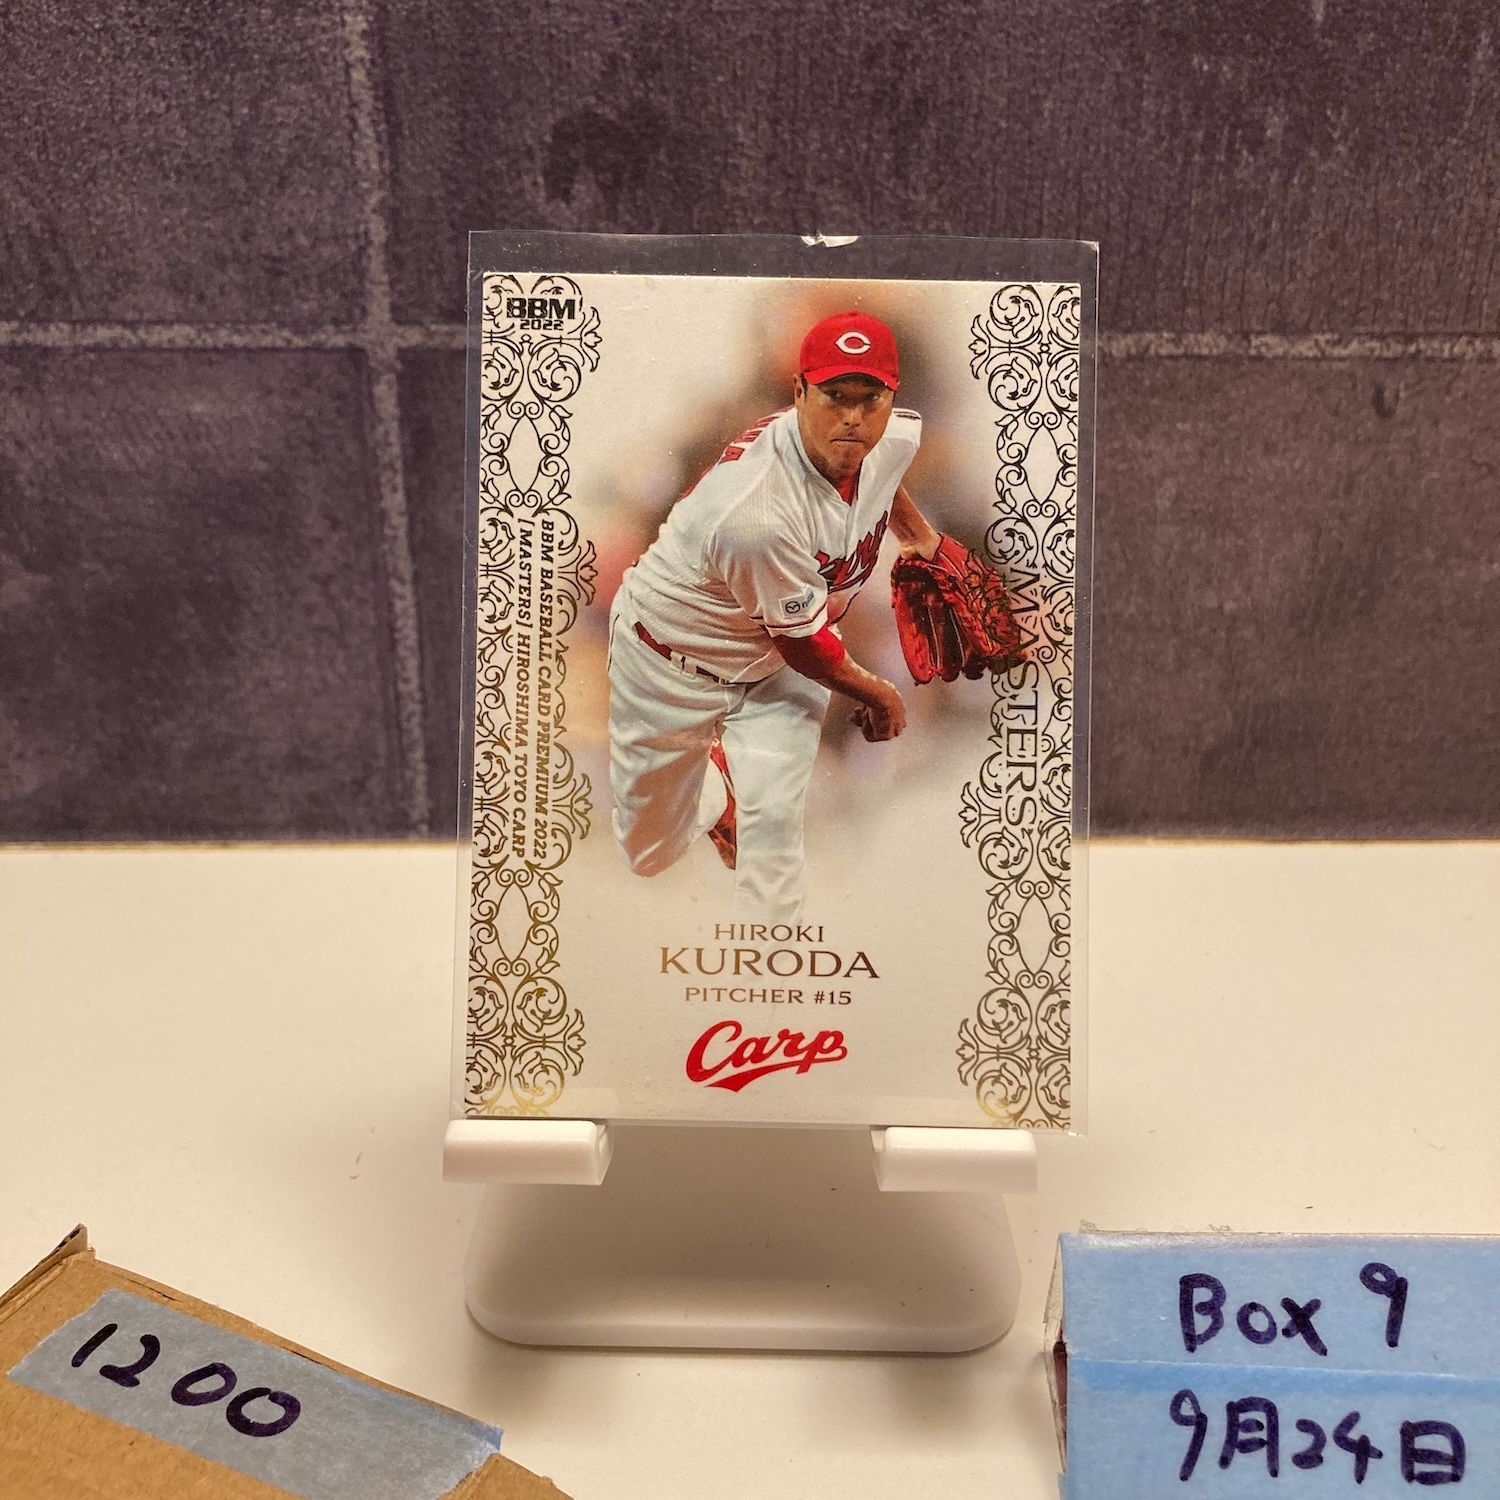 BBM
2022
BBM BASEBALL CARD PREMIUM 2022
[MASTERS] HIROSHIMA TOYO CARP
MASTERS
C
HIROKI
KURODA
PITCHER #15
Carp
1200
Box 9
9月24日